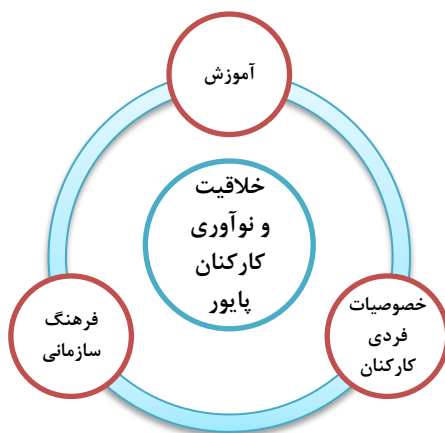 آموزش
خلاقیت
و نوآوری
کارکنان
پایور
خصوصیات
فردی
کارکنان
فرهنگ
سازمانی